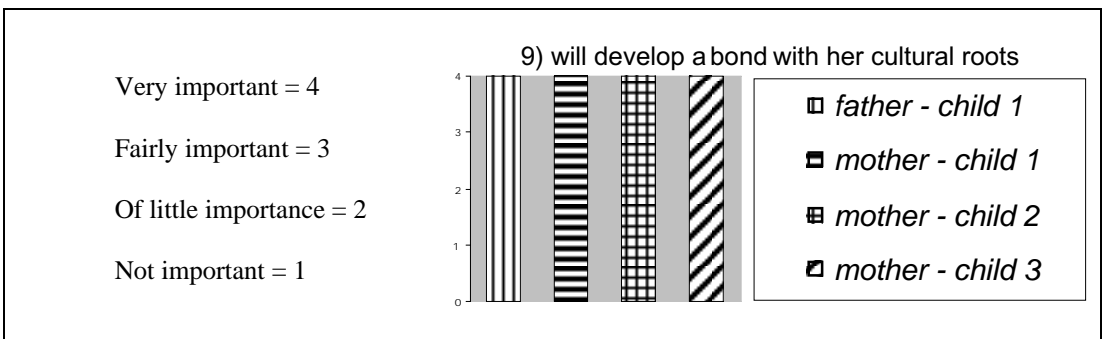 9) will develop a bond with her cultural roots
Very important = 4
Fairly important = 3
Of little importance = 2
Not important = 1
4
3
2
1
0
father - child 1
mother - child 1
mother - child 2
mother - child 3